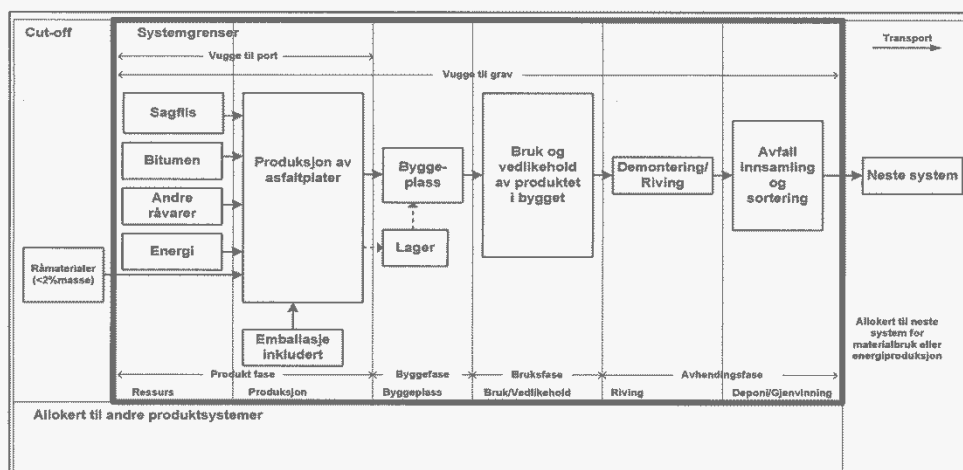 Cut-off
Systemgrenser
Transport
Vugge til port
Vugge til grav
Sagflis
Bitumen
Andre
råvarer
Energi
Råmaterialer
(<2%masse)
Produksjon av
asfaltplater
Emballasje
inkludert
Bygge-
plass
Lager
Bruk og
vedlikehold
av produktet
i bygget
Demontering/
Riving
Avfall
innsamling
og
sortering
Neste system
Allokert til neste
system for
materialbruk eller
energiproduksjon
Produkt fase
Byggefase
Bruksfase
Avhendingsfase
Ressurs
Produksjon
Byggeplass
Bruk/Vedlikehold
Riving
Deponi/Gjenvinning
Allokert til andre produktsystemer